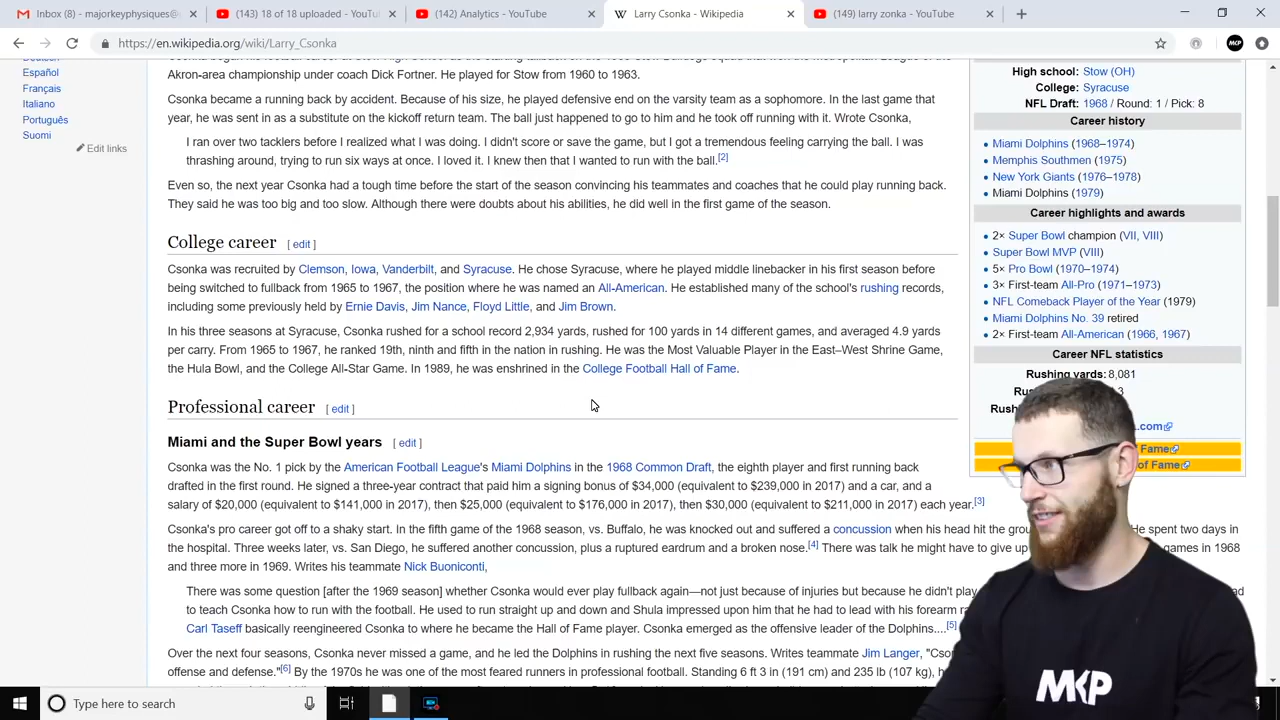 Inbox (8) - majorkeyphysiques@
(143) 18 of 18 uploaded - YouTu
(142) Analytics - YouTube
Larry Csonka - Wikipedia
(149) larry zonka - YouTube
https://en.wikipedia.org/wiki/Larry_Csonka
Español
Français
Italiano
Português
Suomi
Edit links
Akron-area championship under coach Dick Fortner. He played for Stow from 1960 to 1963.
Csonka became a running back by accident. Because of his size, he played defensive end on the varsity team as a sophomore. In the last game that
year, he was sent in as a substitute on the kickoff return team. The ball just happened to go to him and he took off running with it. Wrote Csonka,
I ran over two tacklers before I realized what I was doing. I didn't score or save the game, but I got a tremendous feeling carrying the ball. I was
thrashing around, trying to run six ways at once. I loved it. I knew then that I wanted to run with the ball.[2]
Even so, the next year Csonka had a tough time before the start of the season convincing his teammates and coaches that he could play running back.
They said he was too big and too slow. Although there were doubts about his abilities, he did well in the first game of the season.
College career [ edit ]
Csonka was recruited by Clemson, Iowa, Vanderbilt, and Syracuse. He chose Syracuse, where he played middle linebacker in his first season before
being switched to fullback from 1965 to 1967, the position where he was named an All-American. He established many of the school's rushing records,
including some previously held by Ernie Davis, Jim Nance, Floyd Little, and Jim Brown.
In his three seasons at Syracuse, Csonka rushed for a school record 2,934 yards, rushed for 100 yards in 14 different games, and averaged 4.9 yards
per carry. From 1965 to 1967, he ranked 19th, ninth and fifth in the nation in rushing. He was the Most Valuable Player in the East–West Shrine Game,
the Hula Bowl, and the College All-Star Game. In 1989, he was enshrined in the College Football Hall of Fame.
Professional career [ edit ]
Miami and the Super Bowl years [ edit ]
Csonka was the No. 1 pick by the American Football League's Miami Dolphins in the 1968 Common Draft, the eighth player and first running back
drafted in the first round. He signed a three-year contract that paid him a signing bonus of $34,000 (equivalent to $239,000 in 2017) and a car, and a
salary of $20,000 (equivalent to $141,000 in 2017), then $25,000 (equivalent to $176,000 in 2017), then $30,000 (equivalent to $211,000 in 2017) each year.[3]
Csonka's pro career got off to a shaky start. In the fifth game of the 1968 season, vs. Buffalo, he was knocked out and suffered a concussion when his head hit the He spent two days in
the hospital. Three weeks later, vs. San Diego, he suffered another concussion, plus a ruptured eardrum and a broken nose.[4] There was talk he might have to give up games in 1968
and three more in 1969. Writes his teammate Nick Buoniconti,
There was some question [after the 1969 season] whether Csonka would ever play fullback again—not just because of injuries but because he didn't play
to teach Csonka how to run with the football. He used to run straight up and down and Shula impressed upon him that he had to lead with his forearm
Carl Taseff basically reengineered Csonka to where he became the Hall of Fame player. Csonka emerged as the offensive leader of the Dolphins....[5]
Over the next four seasons, Csonka never missed a game, and he led the Dolphins in rushing the next five seasons. Writes teammate Jim Langer,
offense and defense."[6] By the 1970s he was one of the most feared runners in professional football. Standing 6 ft 3 in (191 cm) and 235 lb (107 kg),
High school: Stow (OH)
College: Syracuse
NFL Draft: 1968 / Round: 1 / Pick: 8
Career history
Miami Dolphins (1968–1974)
Memphis Southmen (1975)
New York Giants (1976–1978)
Miami Dolphins (1979)
Career highlights and awards
2× Super Bowl champion (VII, VIII)
Super Bowl MVP (VIII)
5× Pro Bowl (1970–1974)
3× First-team All-Pro (1971–1973)
NFL Comeback Player of the Year (1979)
Miami Dolphins No. 39 retired
2× First-team All-American (1966, 1967)
Career NFL statistics
Rushing yards: 8,081
.com
Fame
of Fame
MKP
Type here to search